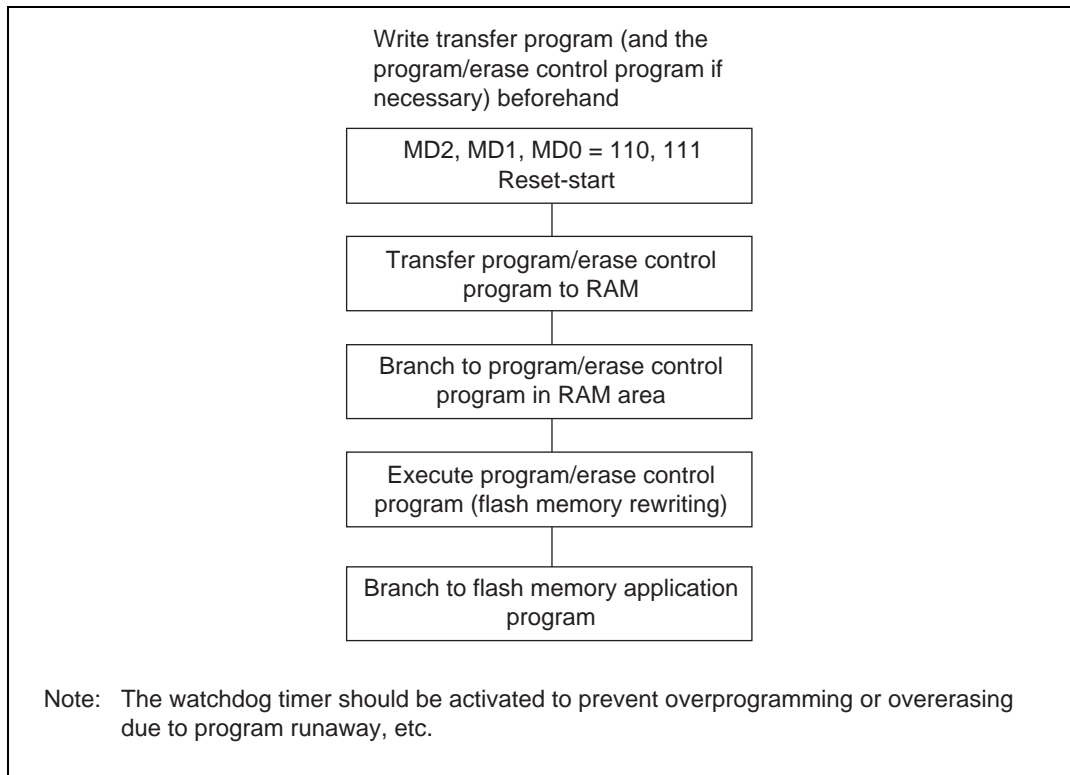 Write transfer program (and the
program/erase control program if
necessary) beforehand
MD2, MD1, MD0 = 110, 111
Reset-start
Transfer program/erase control
program to RAM
Branch to program/erase control
program in RAM area
Execute program/erase control
program (flash memory rewriting)
Branch to flash memory application
program
Note: The watchdog timer should be activated to prevent overprogramming or overerasing
due to program runaway, etc.